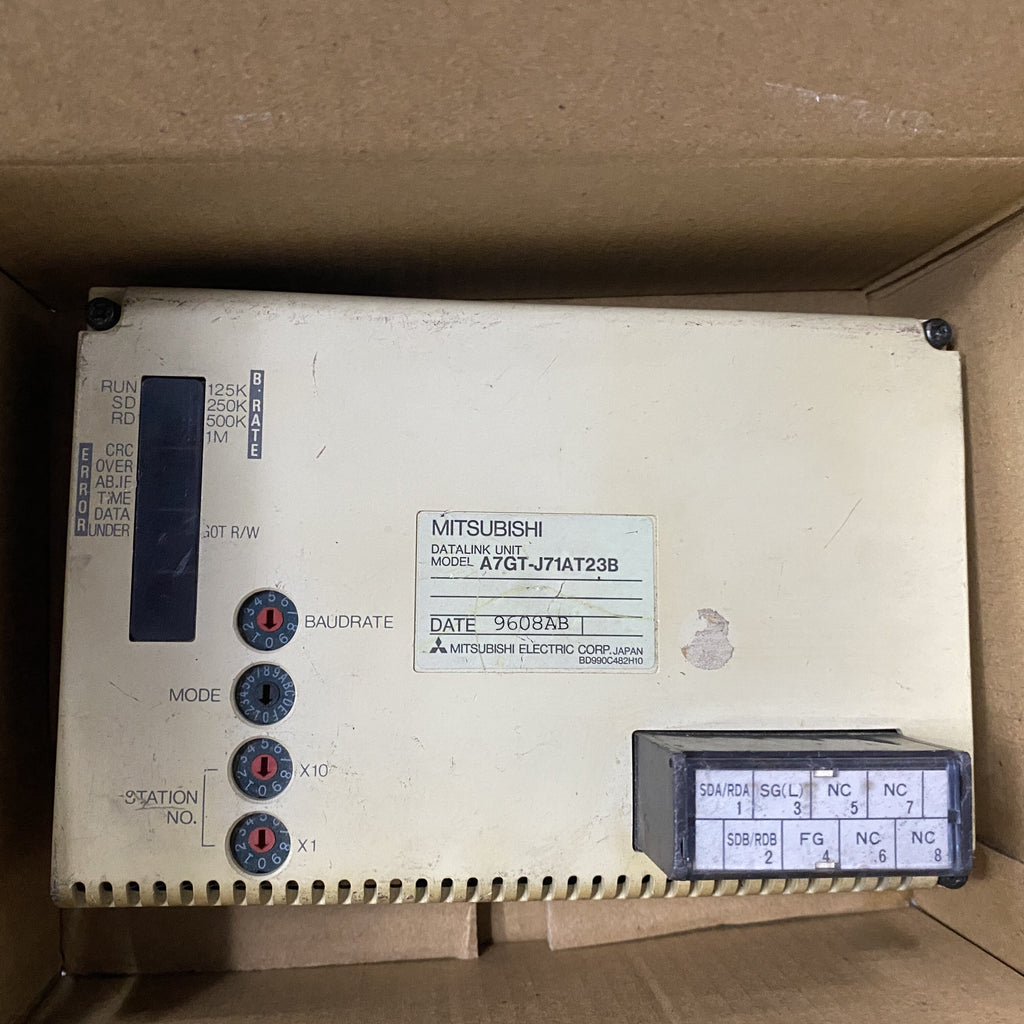 RUN
SD
RD
125K
250K
500K
1M
B.RATE
ERROR
CRC
OVER
AB.IF
TIME
DATA
UNDER
GOT R/W
BAUDRATE
MODE
STATION
NO.
X10
X1
MITSUBISHI
DATALINK UNIT
MODEL A7GT-J71AT23B
DATE 9608AB
MITSUBISHI ELECTRIC CORP. JAPAN
BD990C482H10
SDA/RDA 1 SG(L) 3 NC 5 NC 7
SDB/RDB 2 FG 4 NC 6 NC 8